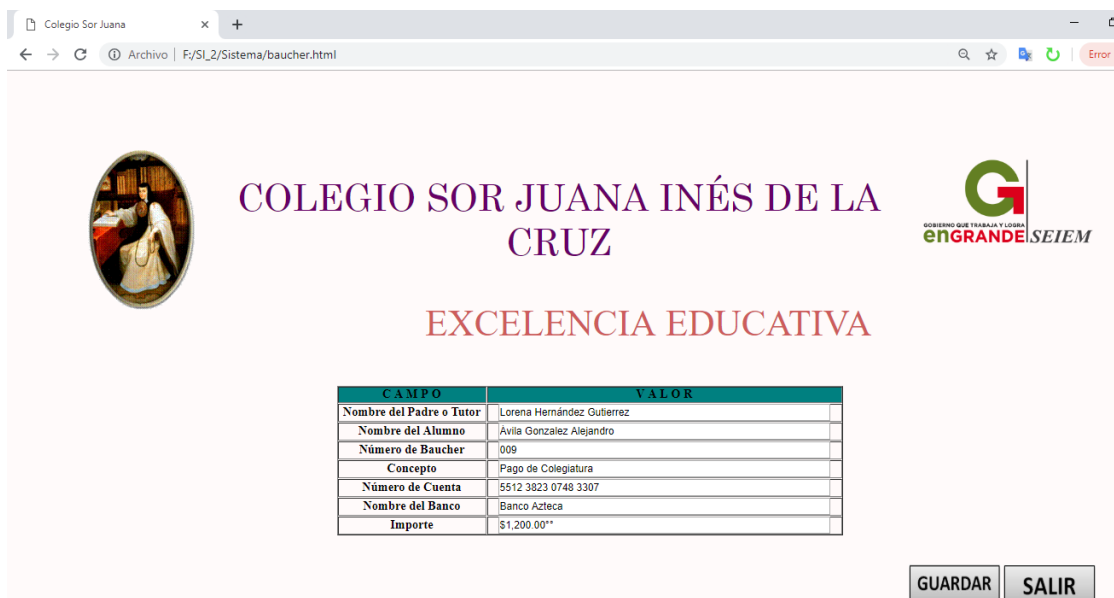 Colegio Sor Juana
Archivo F:/SI_2/Sistema/baucher.html Error
COLEGIO SOR JUANA INÉS DE LA
CRUZ
GOBIERNO QUE TRABAJA Y LOGRA
enGRANDE SEIEM
EXCELENCIA EDUCATIVA
CAMPO VALOR
Nombre del Padre o Tutor Lorena Hernández Gutierrez
Nombre del Alumno Ávila Gonzalez Alejandro
Número de Baucher 009
Concepto Pago de Colegiatura
Número de Cuenta 5512 3823 0748 3307
Nombre del Banco Banco Azteca
Importe $1,200.00**
GUARDAR SALIR